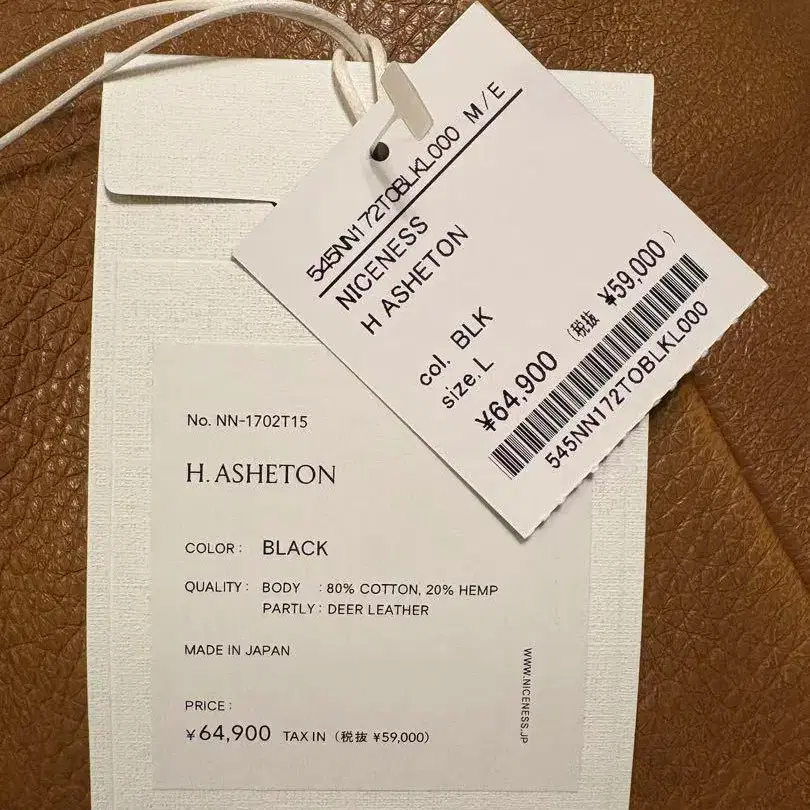 545NN172TOBLKL000 M/E
NICENESS
H ASHETON
col. BLK
size. L
¥64,900 (税抜 ¥59,000 )
545NN172TOBLKL000
No. NN-1702T15
H. ASHETON
COLOR : BLACK
QUALITY : BODY : 80% COTTON, 20% HEMP
PARTLY : DEER LEATHER
MADE IN JAPAN
PRICE :
¥64,900 TAX IN (税抜 ¥59,000)
WWW.NICENESS.JP